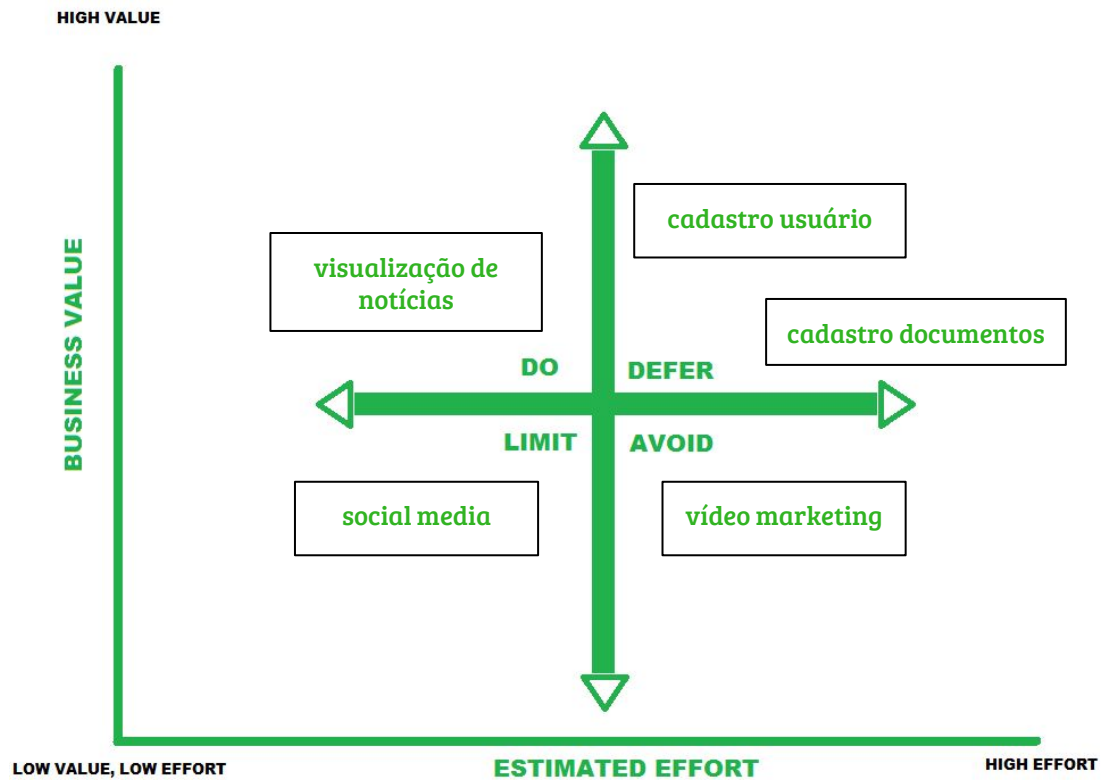 HIGH VALUE
cadastro usuário
visualização de
notícias
BUSINESS VALUE
cadastro documentos
DO
DEFER
LIMIT
AVOID
social media
vídeo marketing
LOW VALUE, LOW EFFORT
ESTIMATED EFFORT
HIGH EFFORT